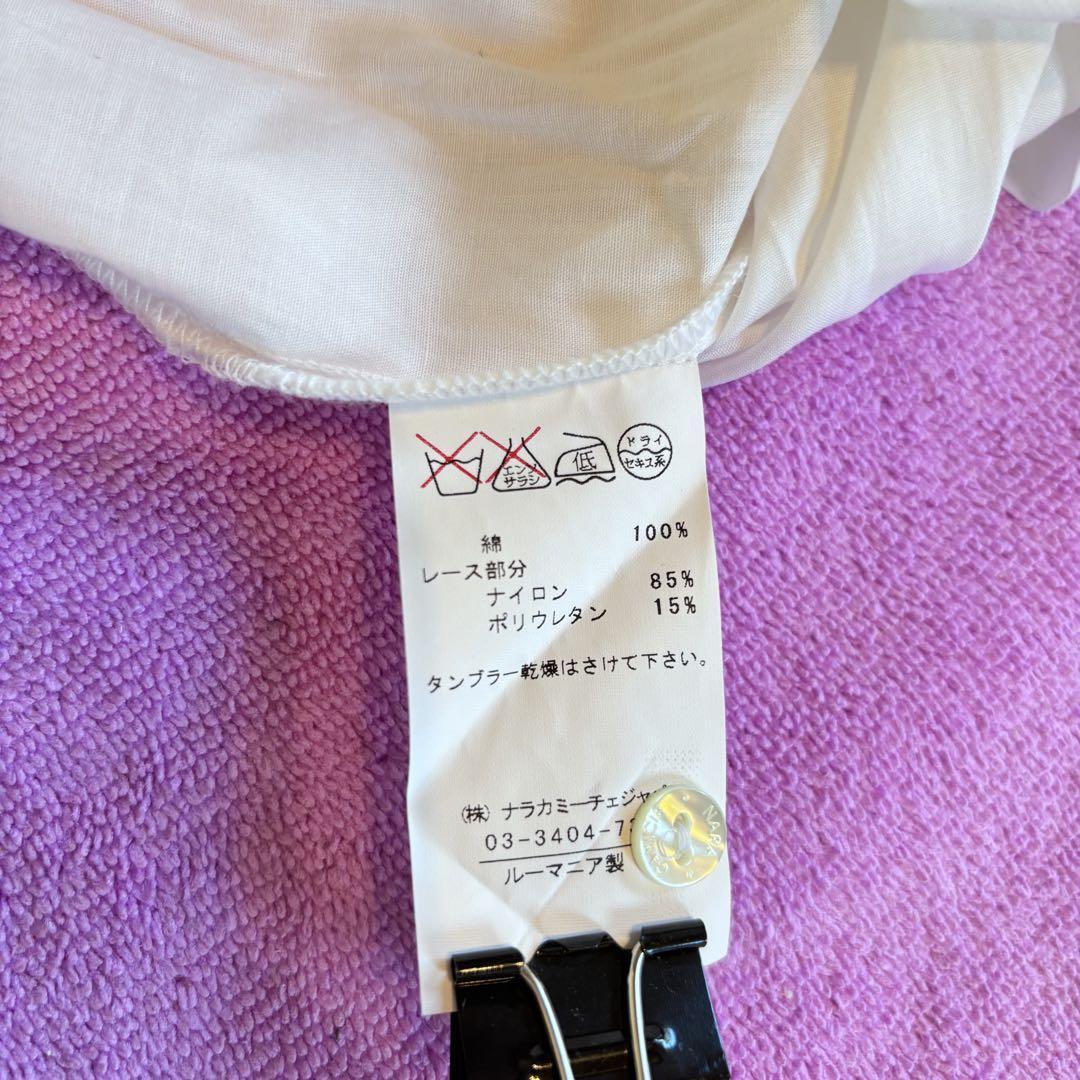 エンソ
サラシ
低
ドライ
セキユ系
綿 100%
レース部分
ナイロン 85%
ポリウレタン 15%
タンブラー乾燥はさけて下さい。
(株) ナラカミーチェジャパ
03-3404-7
ルーマニア製